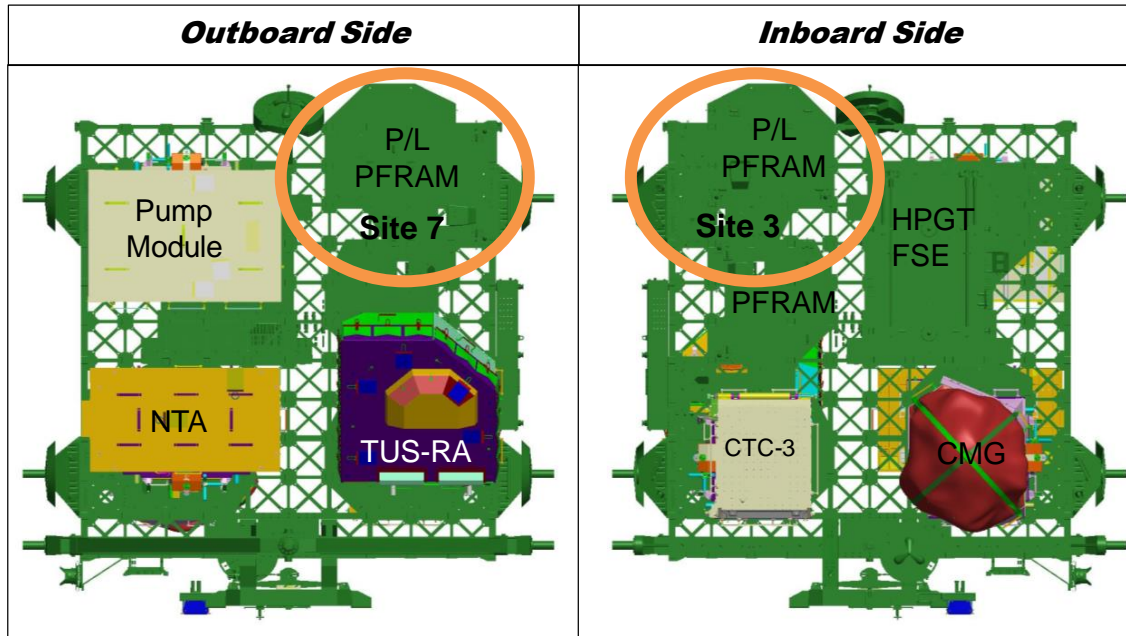 Outboard Side
Inboard Side
P/L
PFRAM
Site 7
Pump
Module
NTA
TUS-RA
P/L
PFRAM
Site 3
HPGT
FSE
PFRAM
CTC-3
CMG